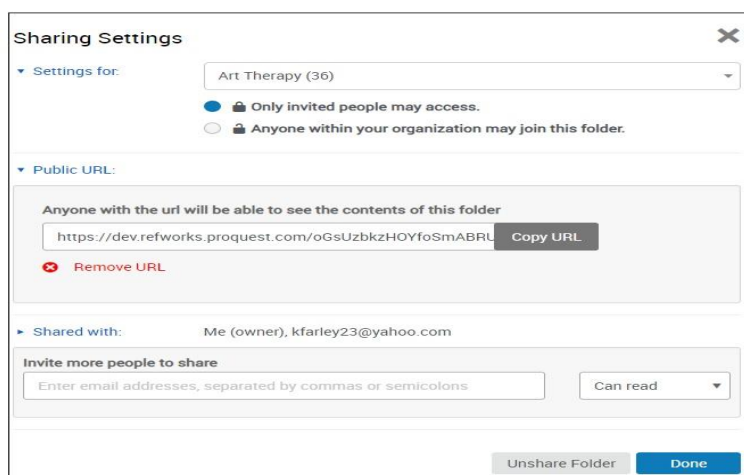 Sharing Settings
Settings for:
Art Therapy (36)
Only invited people may access.
Anyone within your organization may join this folder.
Public URL:
Anyone with the url will be able to see the contents of this folder
https://dev.refworks.proquest.com/oGsUzbkzHOYfoSmABRU Copy URL
Remove URL
Shared with: Me (owner), kfarley23@yahoo.com
Invite more people to share
Enter email addresses, separated by commas or semicolons Can read
Unshare Folder Done